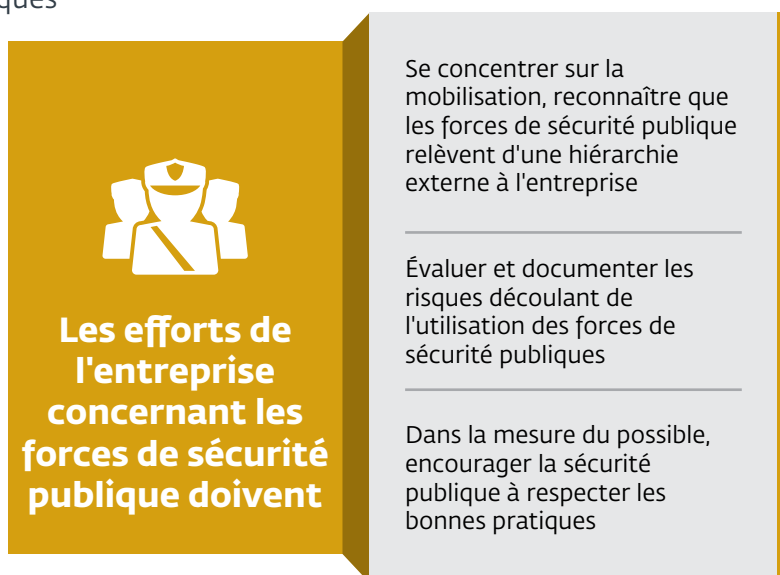 ques
Les efforts de
l'entreprise
concernant les
forces de sécurité
publique doivent
Se concentrer sur la
mobilisation, reconnaître que
les forces de sécurité publique
relèvent d'une hiérarchie
externe à l'entreprise
Évaluer et documenter les
risques découlant de
l'utilisation des forces de
sécurité publiques
Dans la mesure du possible,
encourager la sécurité
publique à respecter les
bonnes pratiques